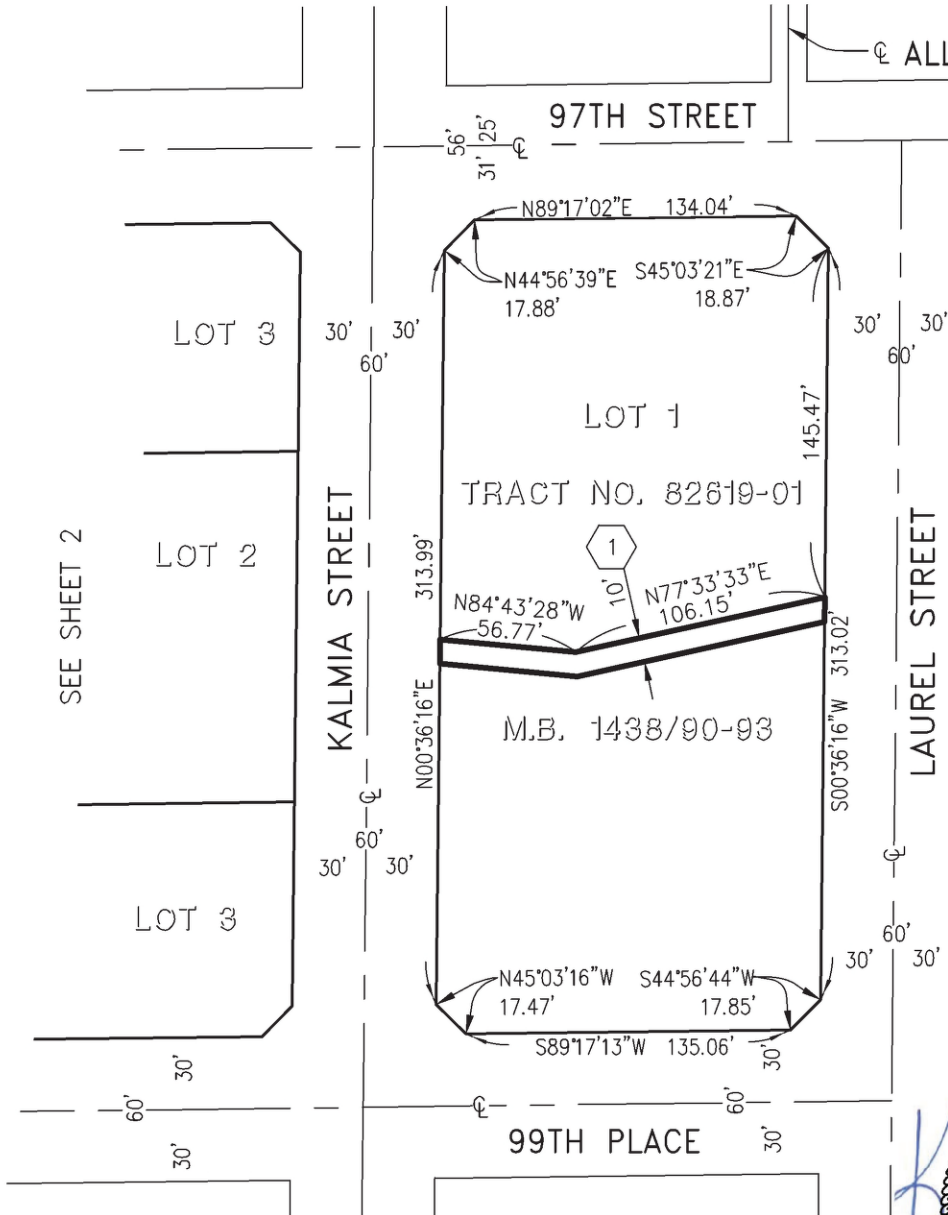 ℄ ALL
97TH STREET
56'
25'
31'
℄
N89°17'02"E 134.04'
N44°56'39"E
17.88'
S45°03'21"E
18.87'
LOT 3
30' 30'
60'
30' 30'
60'
LOT 1
145.47'
TRACT NO. 82619-01
LOT 2
SEE SHEET 2
KALMIA STREET
313.99'
1
10'
N77°33'33"E
106.15'
N84°43'28"W
56.77'
LAUREL STREET
313.02'
N00°36'16"E
M.B. 1438/90-93
S00°36'16"W
℄
60'
30' 30'
℄
LOT 3
60'
30' 30'
N45°03'16"W
17.47'
S44°56'44"W
17.85'
S89°17'13"W 135.06'
30'
30'
60'
℄
60'
99TH PLACE
30'
30'